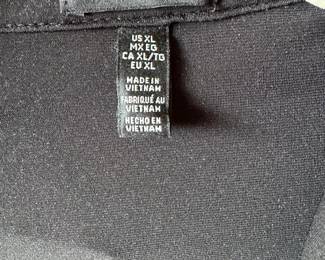 US XL
MX EG
CA XL/TG
EU XL
MADE IN
VIETNAM
FABRIQUÉ AU
VIETNAM
HECHO EN
VIETNAM